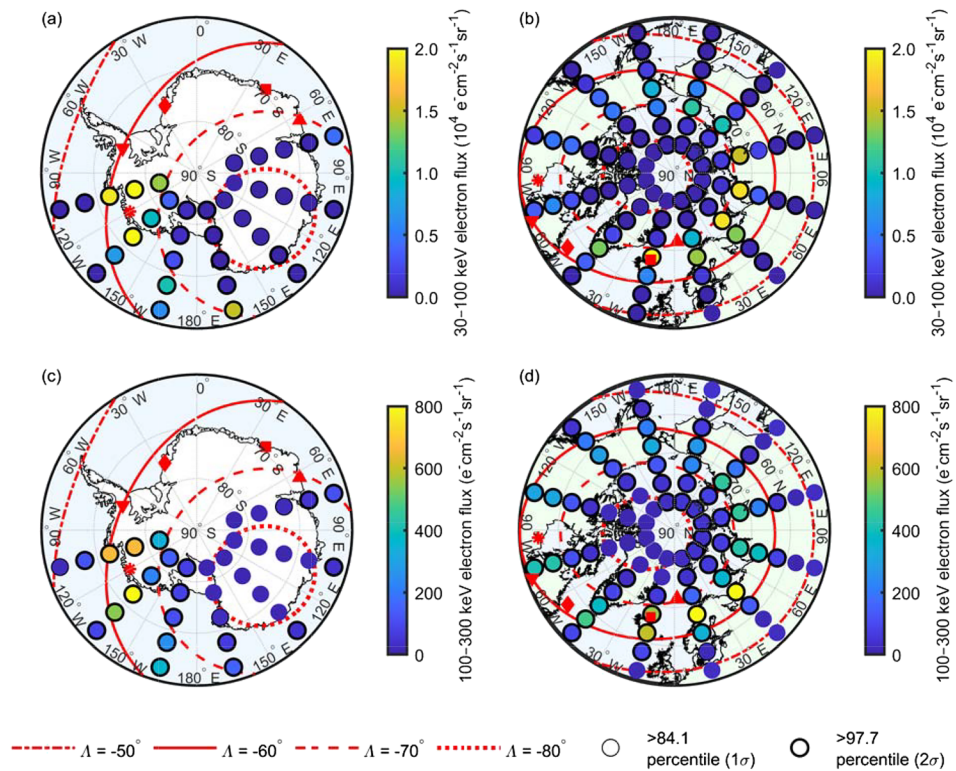 (a)
0°
30° W
30° E
60° W
60° E
70° S
80° S
90° W
90° S
90° E
120° W
120° E
150° W
150° E
180° E
2.0
1.5
1.0
0.5
0.0
30–100 keV electron flux (10⁴ e⁻cm⁻²s⁻¹sr⁻¹)
(b)
180° E
150° W
150° E
120° W
120° E
60° N
70° N
80° N
90° W
90° N
90° E
60° W
60° E
30° W
30° E
0°
2.0
1.5
1.0
0.5
0.0
30–100 keV electron flux (10⁴ e⁻cm⁻²s⁻¹sr⁻¹)
(c)
0°
30° W
30° E
60° W
60° E
70° S
80° S
90° W
90° S
90° E
120° W
120° E
150° W
150° E
180° E
800
600
400
200
0
100–300 keV electron flux (e⁻cm⁻²s⁻¹sr⁻¹)
(d)
180° E
150° W
150° E
120° W
120° E
60° N
70° N
90° W
90° N
90° E
60° W
60° E
30° W
30° E
0°
800
600
400
200
0
100–300 keV electron flux (e⁻cm⁻²s⁻¹sr⁻¹)
Λ = -50°
Λ = -60°
Λ = -70°
Λ = -80°
>84.1
percentile (1σ)
>97.7
percentile (2σ)